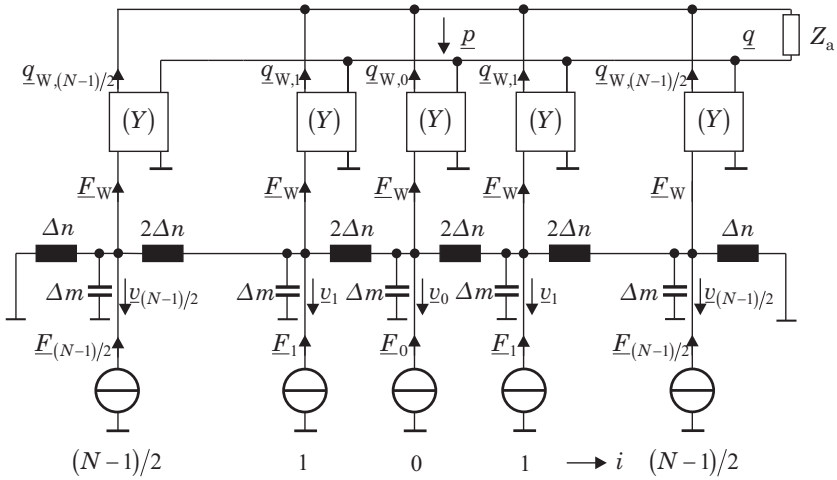 p q Z_a
q_W,(N−1)/2 q_W,1 q_W,0 q_W,1 q_W,(N−1)/2
(Y) (Y) (Y) (Y) (Y)
F_W F_W F_W F_W F_W
Δn 2Δn 2Δn 2Δn 2Δn Δn
Δm v_(N−1)/2 Δm v_1 Δm v_0 Δm v_1 Δm v_(N−1)/2
F_(N−1)/2 F_1 F_0 F_1 F_(N−1)/2
(N−1)/2 1 0 1 → i (N−1)/2